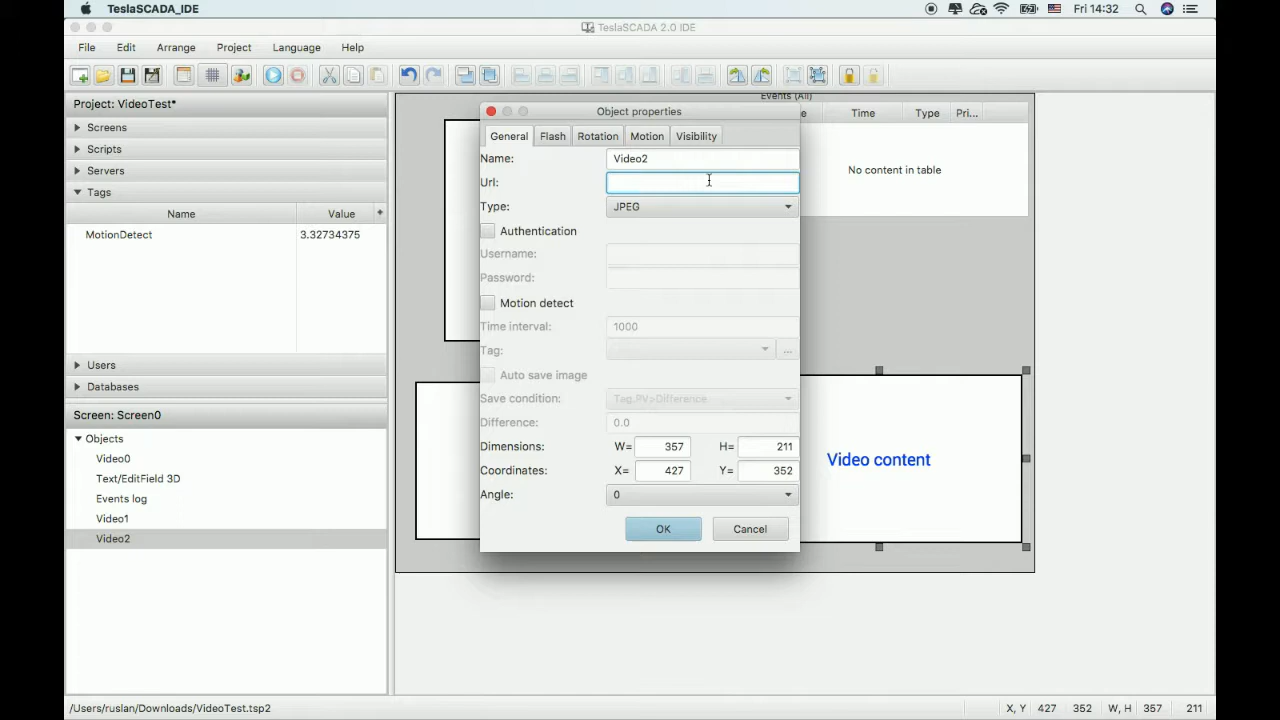 TeslaSCADA_IDE
Fri 14:32
TeslaSCADA 2.0 IDE
File Edit Arrange Project Language Help
Project: VideoTest*
Screens
Scripts
Servers
Tags
Name Value +
MotionDetect 3.32734375
Users
Databases
Screen: Screen0
Objects
Video0
Text/EditField 3D
Events log
Video1
Video2
Events (All)
e Time Type Pri...
No content in table
Video content
Object properties
General Flash Rotation Motion Visibility
Name: Video2
Url:
Type: JPEG
Authentication
Username:
Password:
Motion detect
Time interval: 1000
Tag: ...
Auto save image
Save condition: Tag.PV>Difference
Difference: 0.0
Dimensions: W= 357 H= 211
Coordinates: X= 427 Y= 352
Angle: 0
OK Cancel
/Users/ruslan/Downloads/VideoTest.tsp2 X, Y 427 352 W, H 357 211